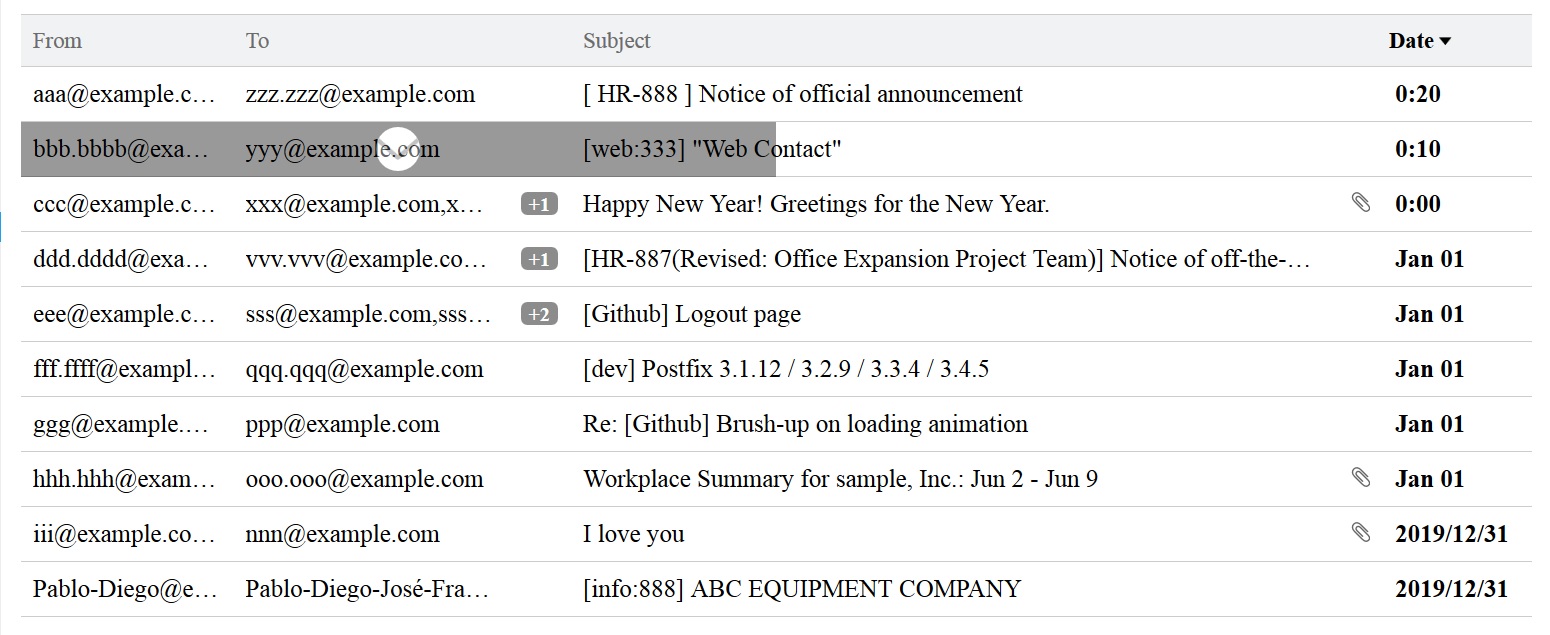 From To Subject Date
aaa@example.c… zzz.zzz@example.com [ HR-888 ] Notice of official announcement 0:20
bbb.bbbb@exa… yyy@example.com [web:333] "Web Contact" 0:10
ccc@example.c… xxx@example.com,x… +1 Happy New Year! Greetings for the New Year. 0:00
ddd.dddd@exa… vvv.vvv@example.co… +1 [HR-887(Revised: Office Expansion Project Team)] Notice of off-the-… Jan 01
eee@example.c… sss@example.com,sss… +2 [Github] Logout page Jan 01
fff.ffff@exampl… qqq.qqq@example.com [dev] Postfix 3.1.12 / 3.2.9 / 3.3.4 / 3.4.5 Jan 01
ggg@example.… ppp@example.com Re: [Github] Brush-up on loading animation Jan 01
hhh.hhh@exam… ooo.ooo@example.com Workplace Summary for sample, Inc.: Jun 2 - Jun 9 Jan 01
iii@example.co… nnn@example.com I love you 2019/12/31
Pablo-Diego@e… Pablo-Diego-José-Fra… [info:888] ABC EQUIPMENT COMPANY 2019/12/31